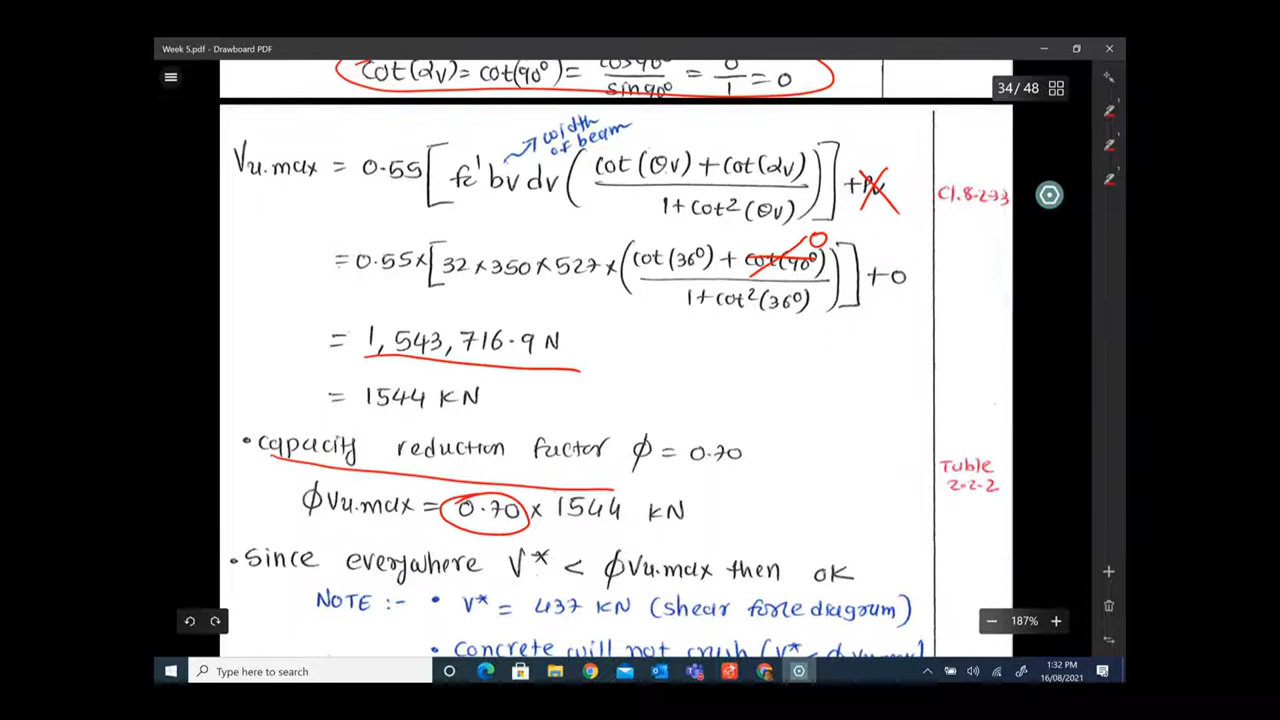 Week 5.pdf - Drawboard PDF
cot(αv) = cot(90°) = cos90°/sin90° = 0/1 = 0
34 / 48
width of beam
Vu.max = 0.55 [fc' bv dv ((cot(θv) + cot(αv)) / (1 + cot²(θv)))] +
Cl.8.2.3.3
= 0.55 × [32 × 350 × 527 × ((cot(36°) + cot(90°)) / (1 + cot²(36°)))] + 0
0
= 1,543,716.9 N
= 1544 KN
• capacity reduction factor ϕ = 0.70
Table 2.2.2
ϕVu.max = 0.70 × 1544 KN
• since everywhere V* < ϕVu.max then OK
NOTE :- • V* = 437 KN (shear force diagram)
187%
• concrete will not crush (V* < ϕVu.max)
Type here to search
1:32 PM
16/08/2021